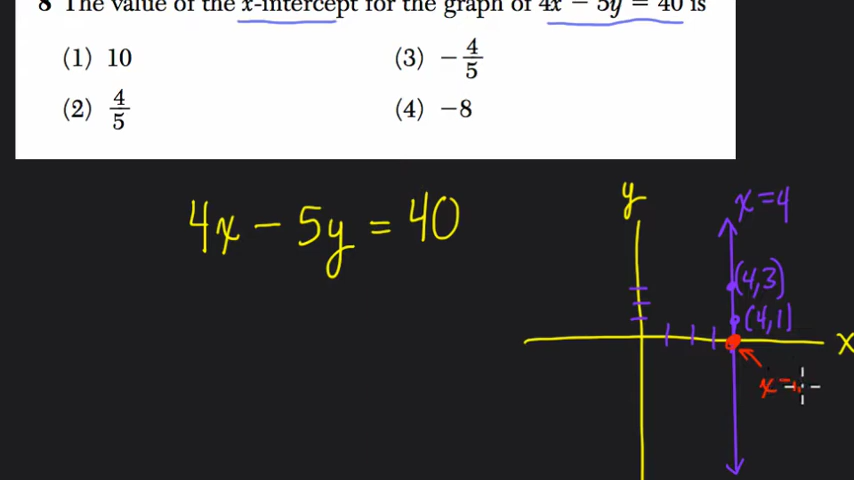 8 The value of the x-intercept for the graph of 4x − 5y = 40 is
(1) 10
(3) −4/5
(2) 4/5
(4) −8
4x − 5y = 40
y
x=4
(4,3)
(4,1)
x
x=